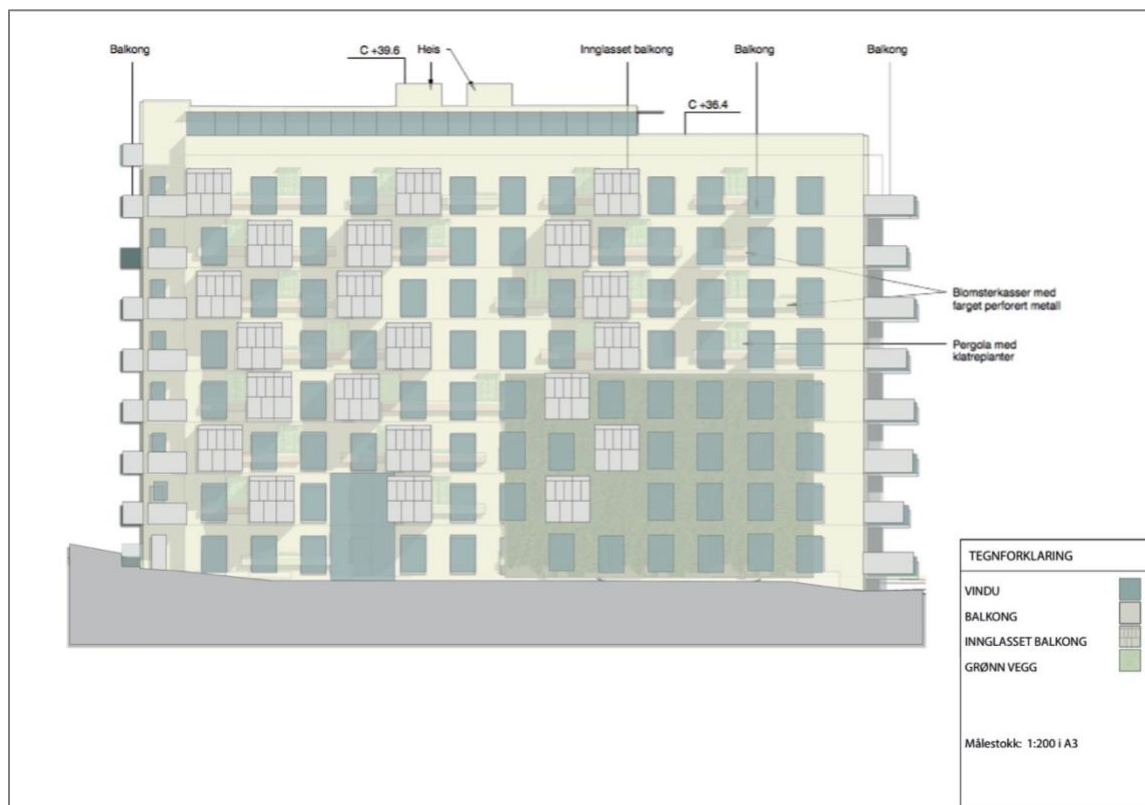 Balkong
C +39.6
Heis
Innglasset balkong
Balkong
Balkong
C +36.4
Blomsterkasser med
farget perforert metall
Pergola med
klatreplanter
TEGNFORKLARING
VINDU
BALKONG
INNGLASSET BALKONG
GRØNN VEGG
Målestokk: 1:200 i A3